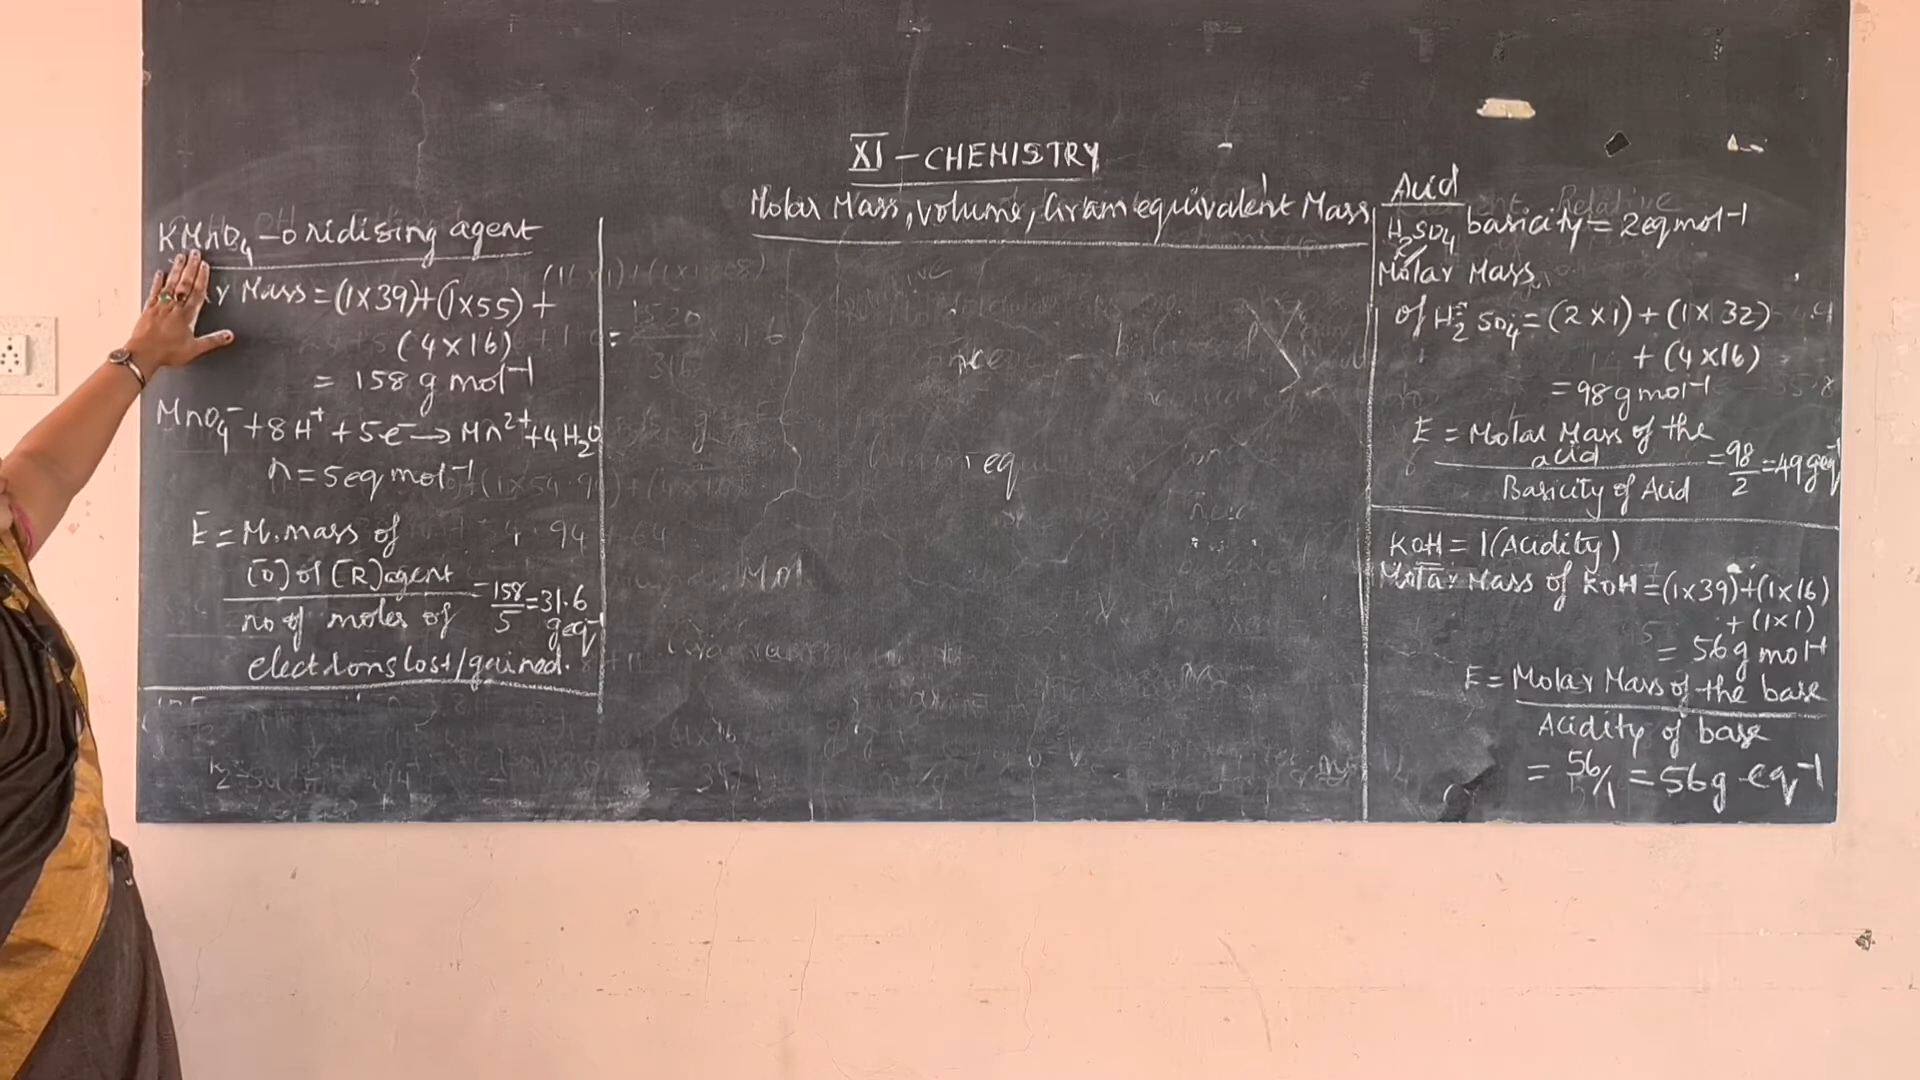 XI - CHEMISTRY
Molar Mass, Volume, Gram equivalent Mass
KMnO4 - Oxidising agent
r Mass = (1x39)+(1x55)+
(4x16)
= 158 g mol-1
MnO4- + 8H+ + 5e- → Mn2+ + 4H2O
n = 5 eq mol-1
E = M. mass of
(O) of (R) agent
no of moles of
electrons lost/gained.
= 158/5 = 31.6 g eq-1
eq
Acid
H2SO4 basicity = 2 eq mol-1
Molar Mass
of H2SO4 = (2x1)+(1x32)
+ (4x16)
= 98 g mol-1
E = Molar Mass of the
acid
Basicity of Acid
= 98/2 = 49 g eq-1
KOH = 1 (Acidity)
Molar Mass of KOH = (1x39)+(1x16)
+ (1x1)
= 56 g mol-1
E = Molar Mass of the base
Acidity of base
= 56/1 = 56 g eq-1